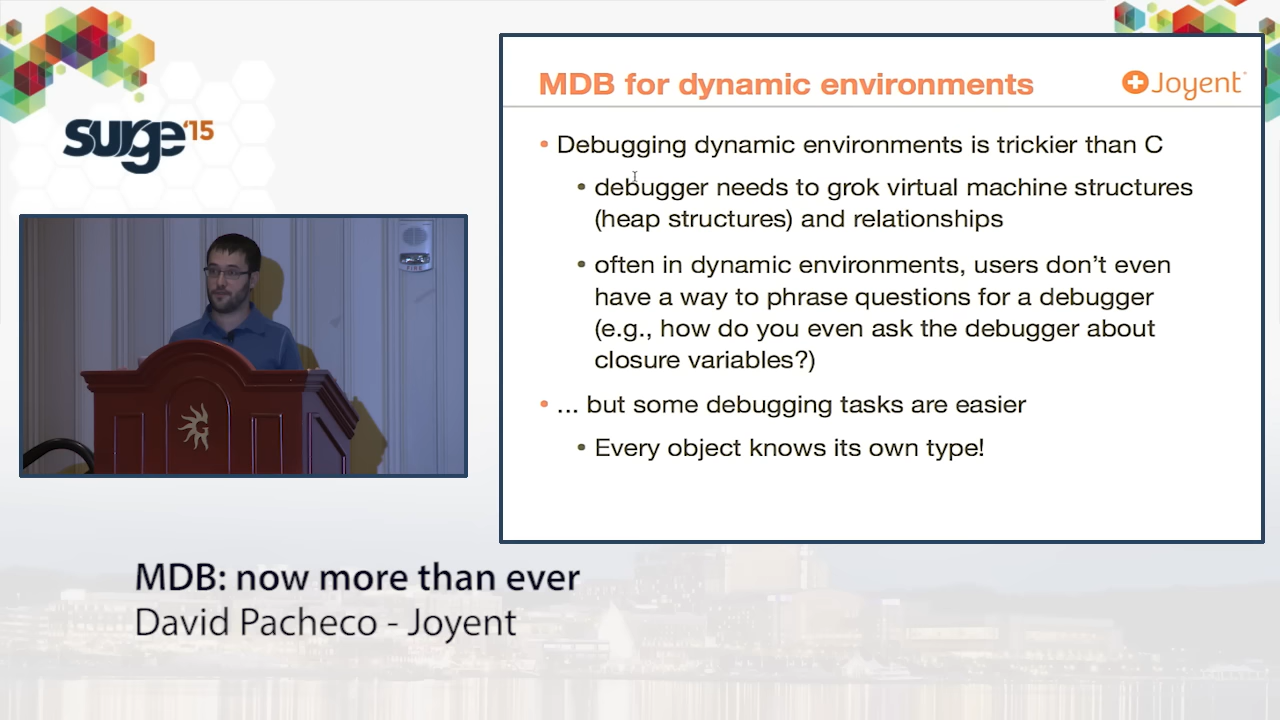 surge '15
MDB for dynamic environments
Joyent
• Debugging dynamic environments is trickier than C
• debugger needs to grok virtual machine structures
(heap structures) and relationships
• often in dynamic environments, users don’t even
have a way to phrase questions for a debugger
(e.g., how do you even ask the debugger about
closure variables?)
• ... but some debugging tasks are easier
• Every object knows its own type!
FIRE
MDB: now more than ever
David Pacheco - Joyent